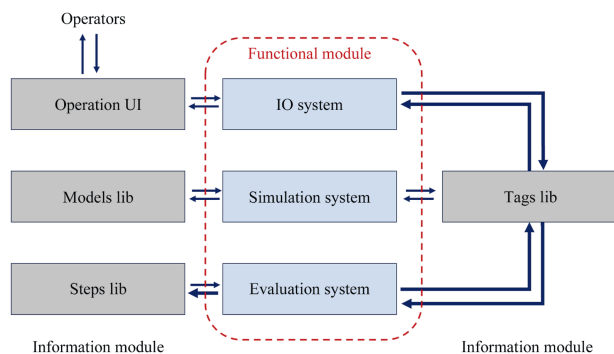 Operators
Functional module
Operation UI
IO system
Models lib
Simulation system
Tags lib
Steps lib
Evaluation system
Information module
Information module